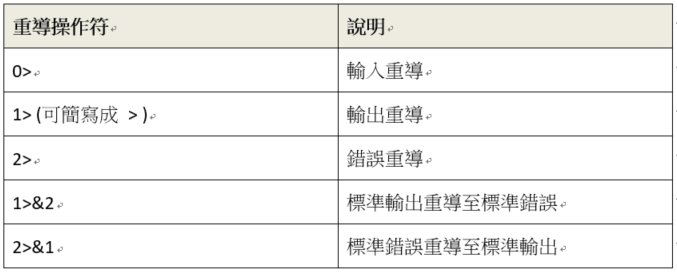 重導操作符 說明
0> 輸入重導
1> (可簡寫成 > ) 輸出重導
2> 錯誤重導
1>&2 標準輸出重導至標準錯誤
2>&1 標準錯誤重導至標準輸出